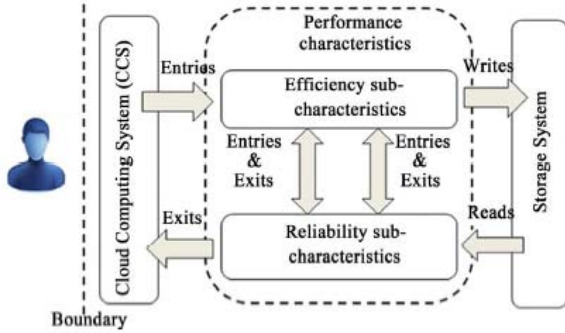 Performance
characteristics
Cloud Computing System (CCS)
Entries
Efficiency sub-
characteristics
Writes
Storage System
Entries
&
Exits
Entries
&
Exits
Exits
Reliability sub-
characteristics
Reads
Boundary